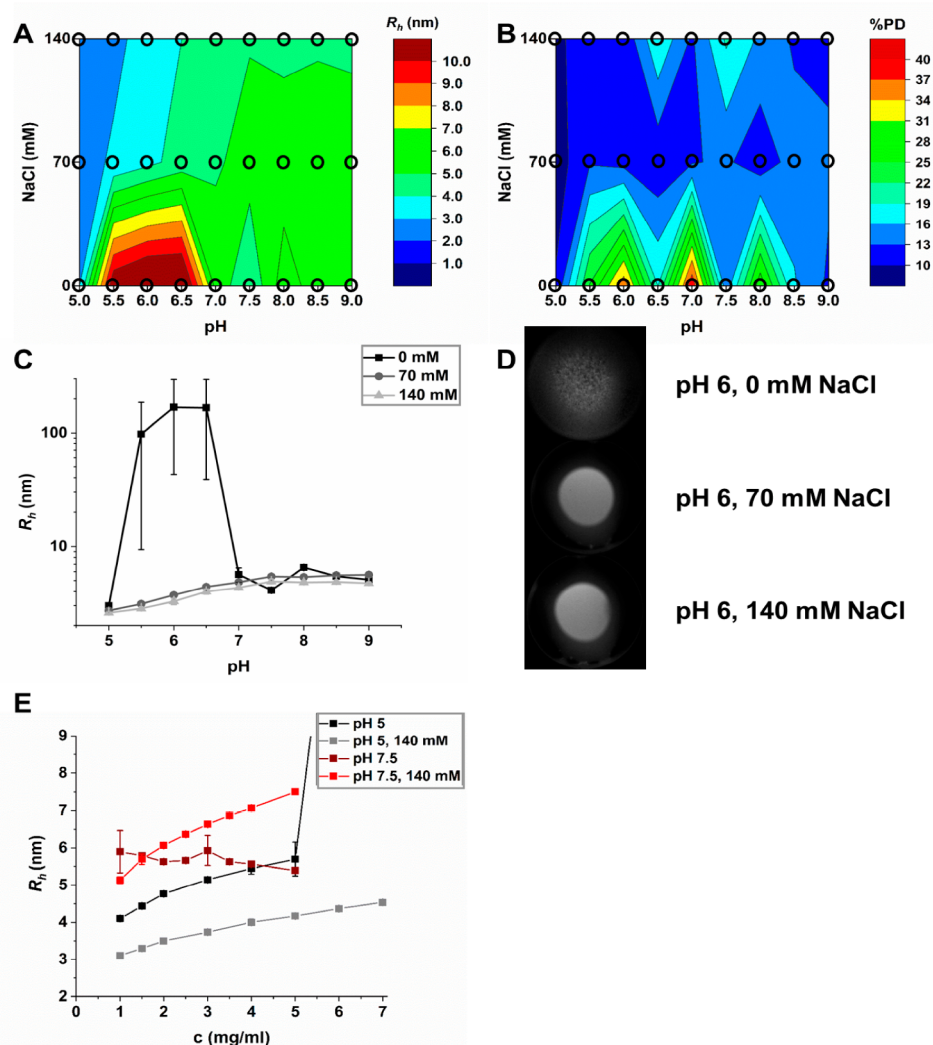 A
R_h (nm)
140
70
0
NaCl (mM)
5.0 5.5 6.0 6.5 7.0 7.5 8.0 8.5 9.0
pH
10.0
9.0
8.0
7.0
6.0
5.0
4.0
3.0
2.0
1.0
B
%PD
140
70
0
NaCl (mM)
5.0 5.5 6.0 6.5 7.0 7.5 8.0 8.5 9.0
pH
40
37
34
31
28
25
22
19
16
13
10
C
0 mM
70 mM
140 mM
100
10
R_h (nm)
5 6 7 8 9
pH
D
pH 6, 0 mM NaCl
pH 6, 70 mM NaCl
pH 6, 140 mM NaCl
E
pH 5
pH 5, 140 mM
pH 7.5
pH 7.5, 140 mM
9
8
7
6
5
4
3
2
R_h (nm)
0 1 2 3 4 5 6 7
c (mg/ml)